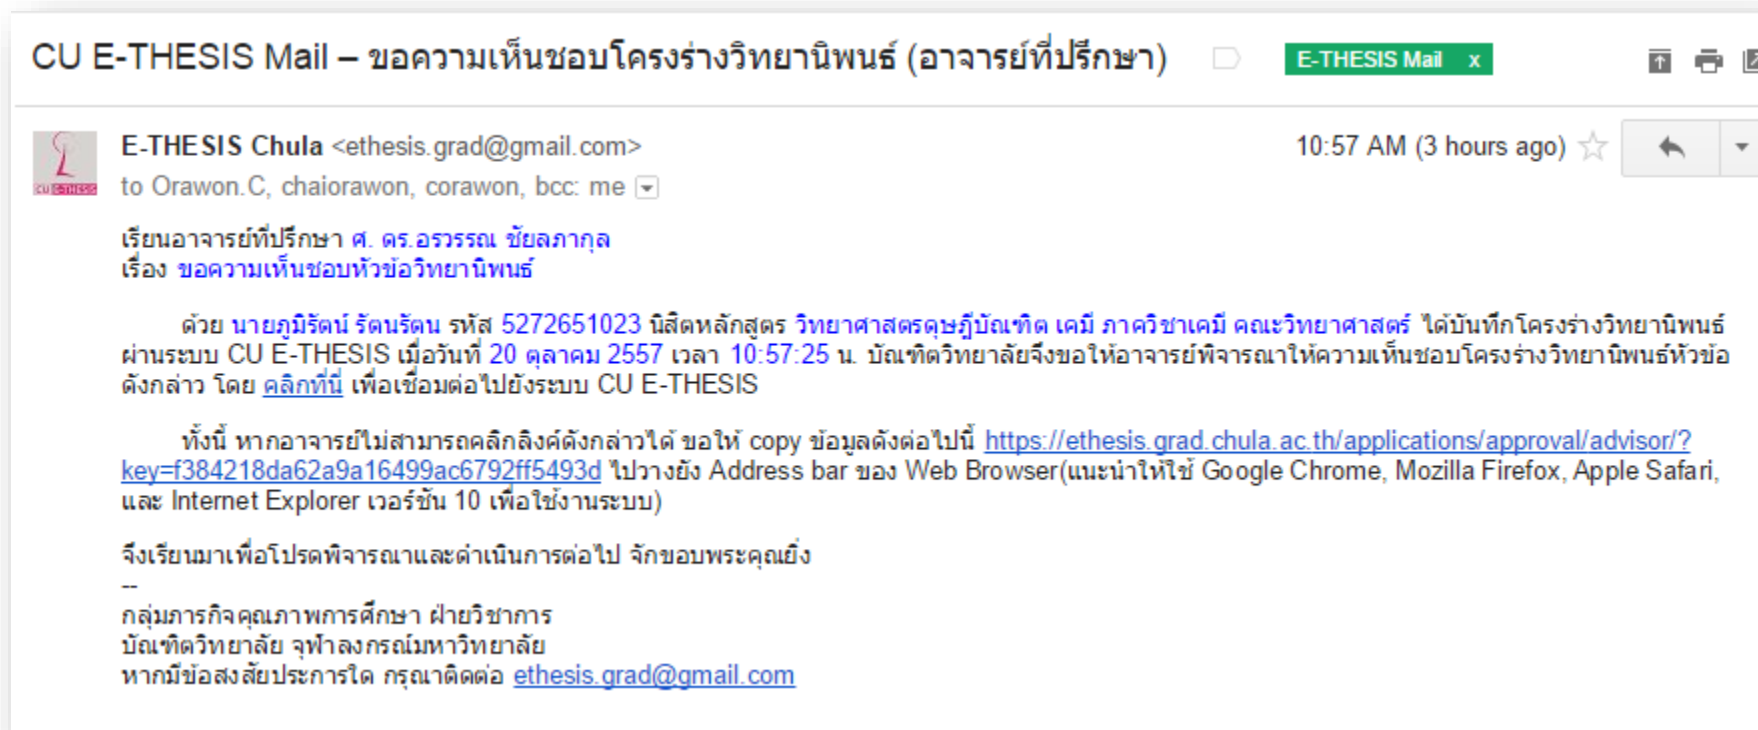 CU E-THESIS Mail – ขอความเห็นชอบโครงร่างวิทยานิพนธ์ (อาจารย์ที่ปรึกษา) E-THESIS Mail x
E-THESIS Chula <ethesis.grad@gmail.com> 10:57 AM (3 hours ago)
to Orawon.C, chaiorawon, corawon, bcc: me
CU E-THESIS
เรียนอาจารย์ที่ปรึกษา ศ. ดร.อรวรรณ ชัยลภากุล
เรื่อง ขอความเห็นชอบหัวข้อวิทยานิพนธ์
ด้วย นายภูมิรัตน์ รัตนรัตน รหัส 5272651023 นิสิตหลักสูตร วิทยาศาสตรดุษฎีบัณฑิต เคมี ภาควิชาเคมี คณะวิทยาศาสตร์ ได้บันทึกโครงร่างวิทยานิพนธ์
ผ่านระบบ CU E-THESIS เมื่อวันที่ 20 ตุลาคม 2557 เวลา 10:57:25 น. บัณฑิตวิทยาลัยจึงขอให้อาจารย์พิจารณาให้ความเห็นชอบโครงร่างวิทยานิพนธ์หัวข้อ
ดังกล่าว โดย คลิกที่นี่ เพื่อเชื่อมต่อไปยังระบบ CU E-THESIS
ทั้งนี้ หากอาจารย์ไม่สามารถคลิกลิงค์ดังกล่าวได้ ขอให้ copy ข้อมูลดังต่อไปนี้ https://ethesis.grad.chula.ac.th/applications/approval/advisor/?
key=f384218da62a9a16499ac6792ff5493d ไปวางยัง Address bar ของ Web Browser(แนะนำให้ใช้ Google Chrome, Mozilla Firefox, Apple Safari,
และ Internet Explorer เวอร์ชัน 10 เพื่อใช้งานระบบ)
จึงเรียนมาเพื่อโปรดพิจารณาและดำเนินการต่อไป จักขอบพระคุณยิ่ง
--
กลุ่มภารกิจคุณภาพการศึกษา ฝ่ายวิชาการ
บัณฑิตวิทยาลัย จุฬาลงกรณ์มหาวิทยาลัย
หากมีข้อสงสัยประการใด กรุณาติดต่อ ethesis.grad@gmail.com